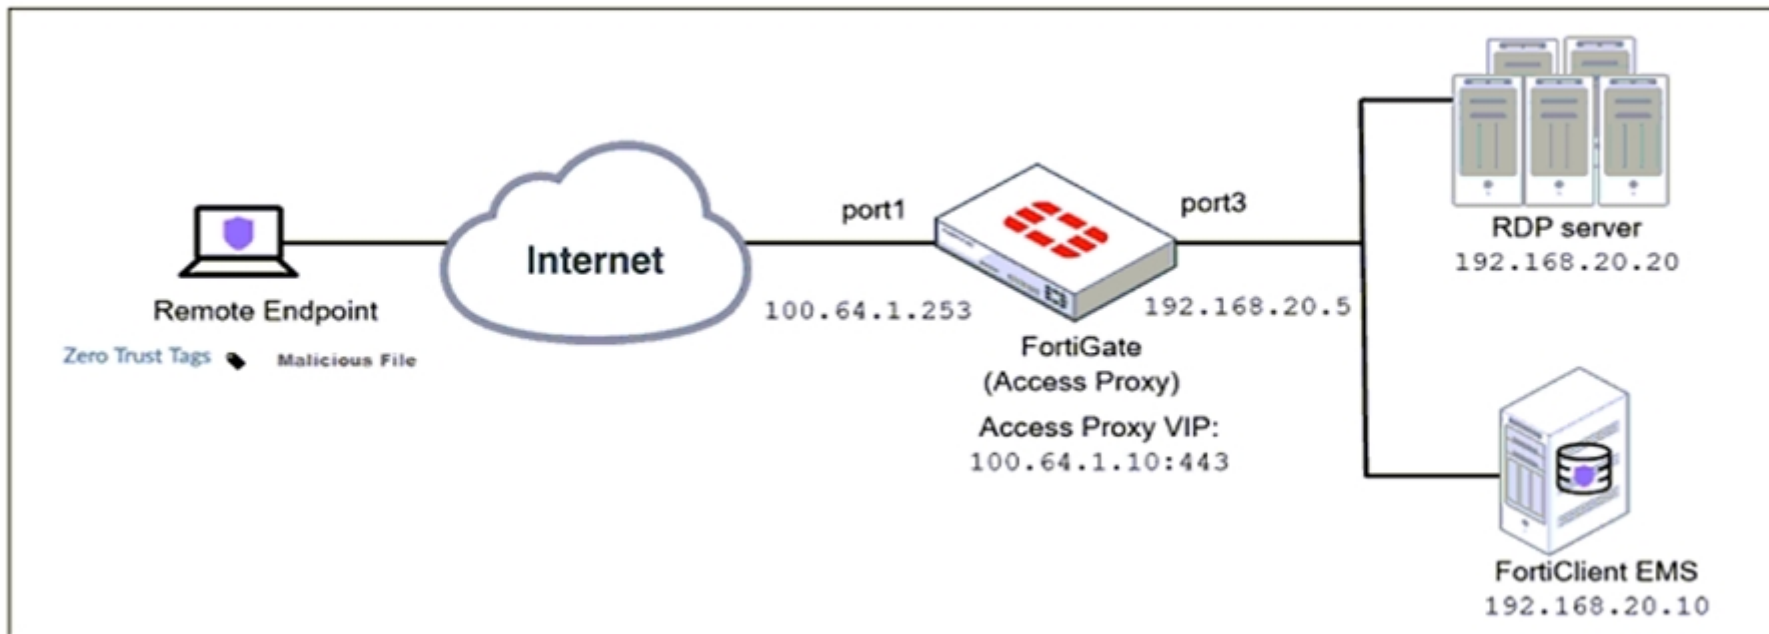 Remote Endpoint
Zero Trust Tags Malicious File
Internet
port1
100.64.1.253
port3
192.168.20.5
FortiGate
(Access Proxy)
Access Proxy VIP:
100.64.1.10:443
RDP server
192.168.20.20
FortiClient EMS
192.168.20.10